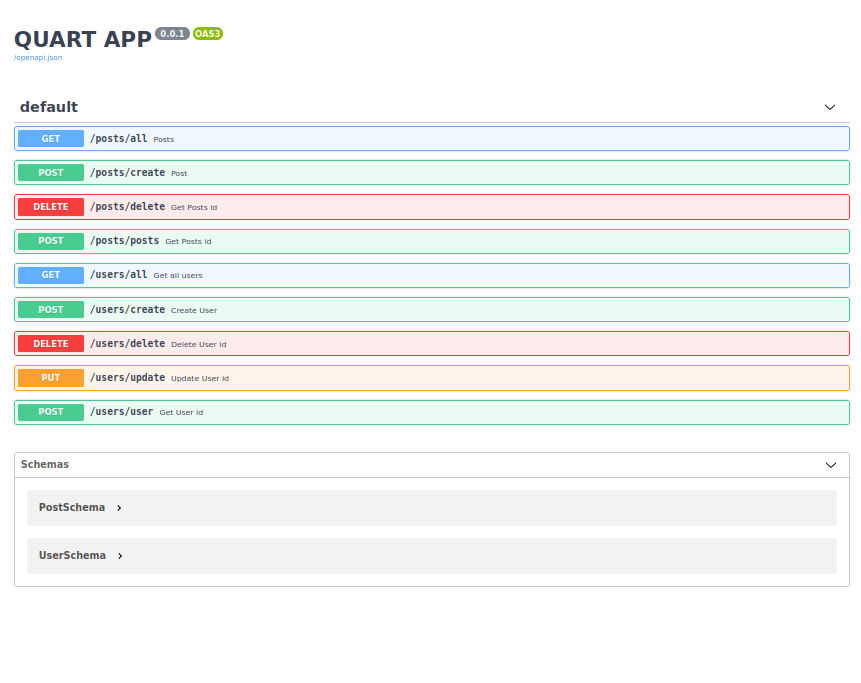 QUART APP 0.0.1 OAS3
/openapi.json
default
GET /posts/all Posts
POST /posts/create Post
DELETE /posts/delete Get Posts id
POST /posts/posts Get Posts id
GET /users/all Get all users
POST /users/create Create User
DELETE /users/delete Delete User id
PUT /users/update Update User id
POST /users/user Get User id
Schemas
PostSchema
UserSchema